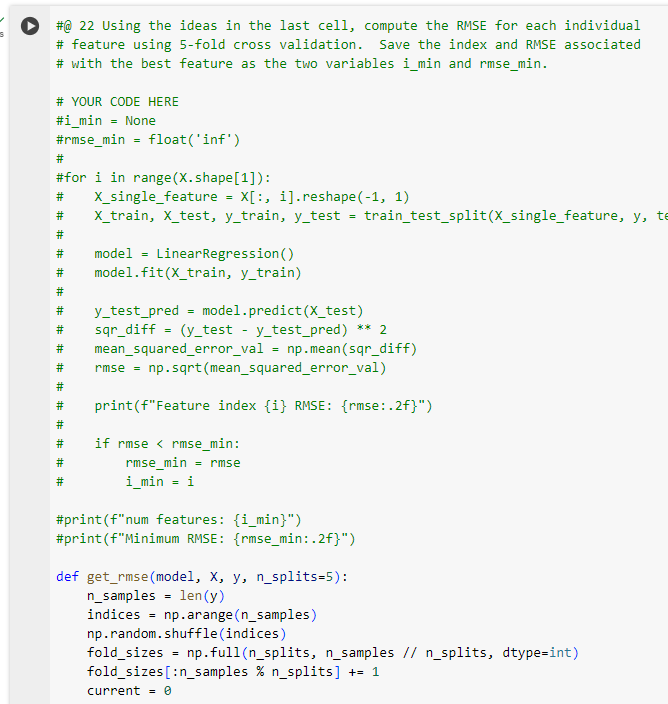 #@ 22 Using the ideas in the last cell, compute the RMSE for each individual
# feature using 5-fold cross validation.  Save the index and RMSE associated
# with the best feature as the two variables i_min and rmse_min.

# YOUR CODE HERE
#i_min = None
#rmse_min = float('inf')
#
#for i in range(X.shape[1]):
#    X_single_feature = X[:, i].reshape(-1, 1)
#    X_train, X_test, y_train, y_test = train_test_split(X_single_feature, y, te
#
#    model = LinearRegression()
#    model.fit(X_train, y_train)
#
#    y_test_pred = model.predict(X_test)
#    sqr_diff = (y_test - y_test_pred) ** 2
#    mean_squared_error_val = np.mean(sqr_diff)
#    rmse = np.sqrt(mean_squared_error_val)
#
#    print(f"Feature index {i} RMSE: {rmse:.2f}")
#
#    if rmse < rmse_min:
#        rmse_min = rmse
#        i_min = i

#print(f"num features: {i_min}")
#print(f"Minimum RMSE: {rmse_min:.2f}")

def get_rmse(model, X, y, n_splits=5):
    n_samples = len(y)
    indices = np.arange(n_samples)
    np.random.shuffle(indices)
    fold_sizes = np.full(n_splits, n_samples // n_splits, dtype=int)
    fold_sizes[:n_samples % n_splits] += 1
    current = 0